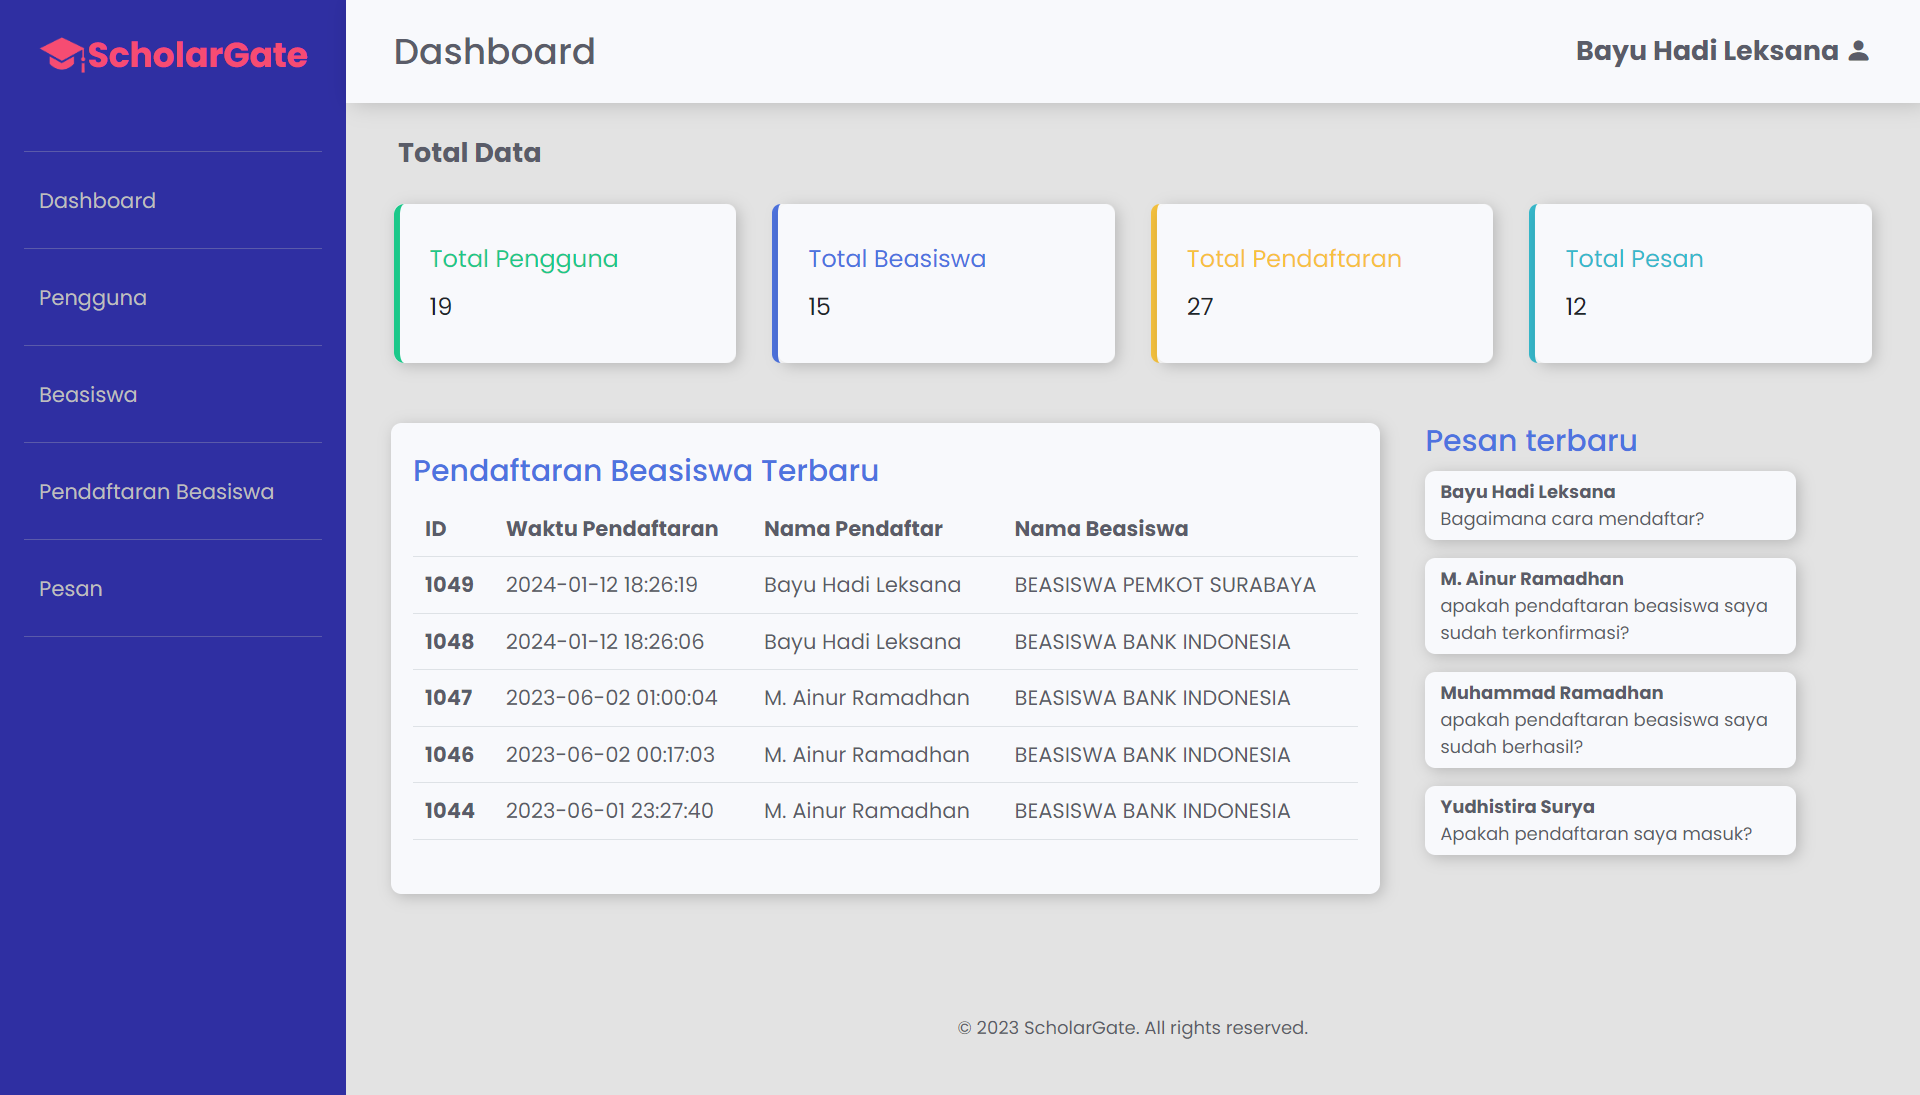 ScholarGate
Dashboard
Pengguna
Beasiswa
Pendaftaran Beasiswa
Pesan
Dashboard
Bayu Hadi Leksana
Total Data
Total Pengguna
19
Total Beasiswa
15
Total Pendaftaran
27
Total Pesan
12
Pendaftaran Beasiswa Terbaru
ID Waktu Pendaftaran Nama Pendaftar Nama Beasiswa
1049 2024-01-12 18:26:19 Bayu Hadi Leksana BEASISWA PEMKOT SURABAYA
1048 2024-01-12 18:26:06 Bayu Hadi Leksana BEASISWA BANK INDONESIA
1047 2023-06-02 01:00:04 M. Ainur Ramadhan BEASISWA BANK INDONESIA
1046 2023-06-02 00:17:03 M. Ainur Ramadhan BEASISWA BANK INDONESIA
1044 2023-06-01 23:27:40 M. Ainur Ramadhan BEASISWA BANK INDONESIA
Pesan terbaru
Bayu Hadi Leksana
Bagaimana cara mendaftar?
M. Ainur Ramadhan
apakah pendaftaran beasiswa saya
sudah terkonfirmasi?
Muhammad Ramadhan
apakah pendaftaran beasiswa saya
sudah berhasil?
Yudhistira Surya
Apakah pendaftaran saya masuk?
© 2023 ScholarGate. All rights reserved.